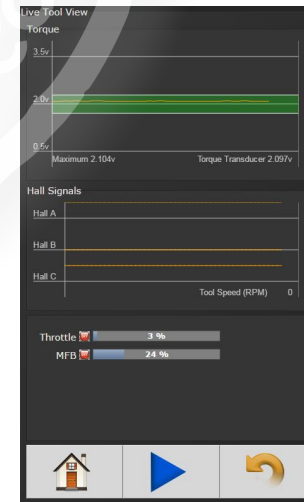 Live Tool View
Torque
3.5v
2.0v
0.5v
Maximum 2.104v Torque Transducer 2.097v
Hall Signals
Hall A
Hall B
Hall C
Tool Speed (RPM) 0
Throttle 3 %
MFB 24 %